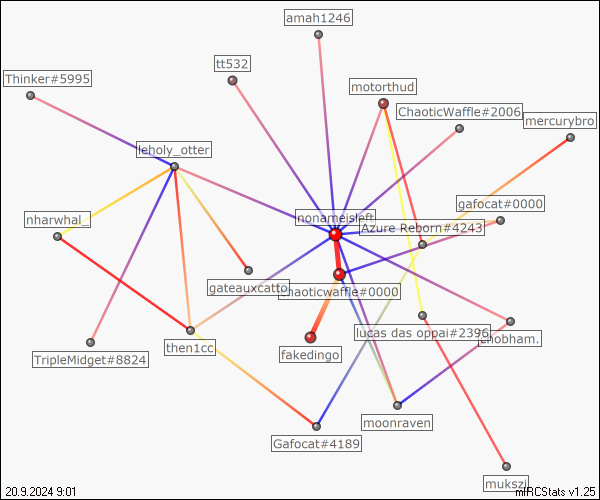 amah1246
tt532
Thinker#5995
motorthud
ChaoticWaffle#2006
mercurybro
leholy_otter
gafocat#0000
nharwhal_
nonameisleft
Azure Reborn#4243
gateauxcatto
chaoticwaffle#0000
lucas das oppai#2396
chobham.
then1cc
fakedingo
TripleMidget#8824
moonraven
Gafocat#4189
mukszi
20.9.2024 9:01
mIRCStats v1.25